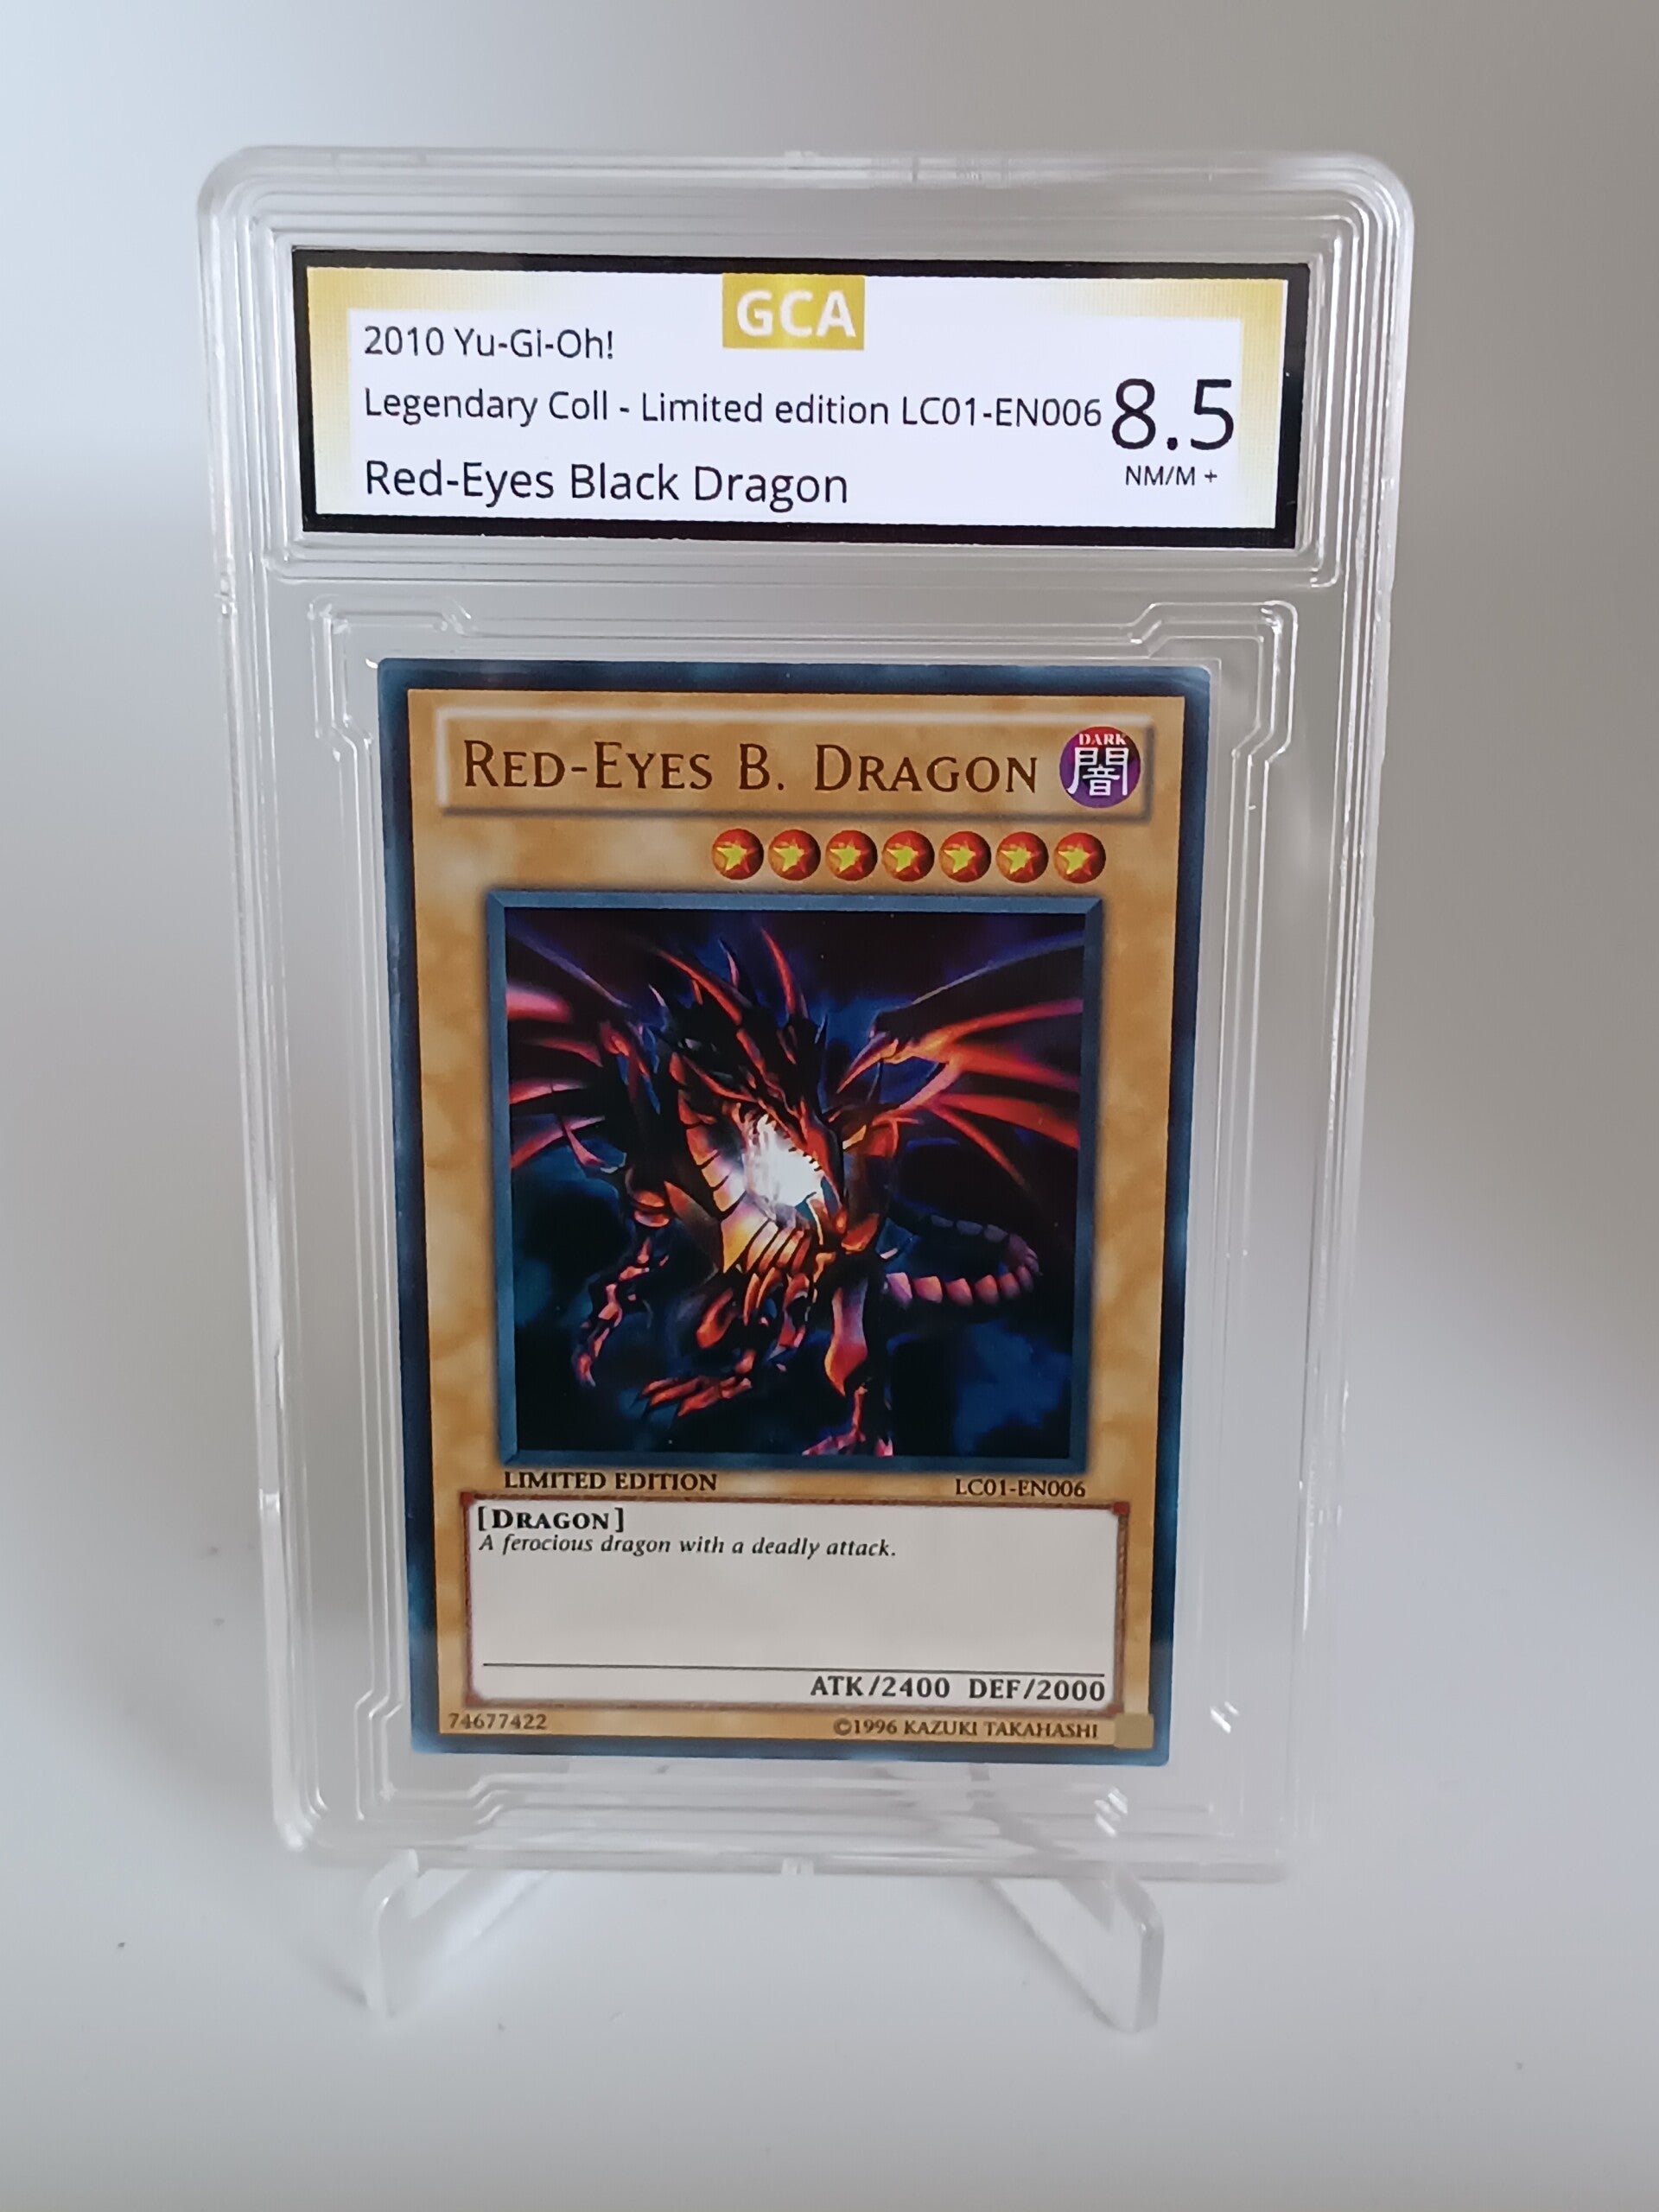 GCA
2010 Yu-Gi-Oh!
Legendary Coll - Limited edition LC01-EN006
8.5
NM/M +
Red-Eyes Black Dragon
RED-EYES B. DRAGON
DARK
闇
LIMITED EDITION
LC01-EN006
[DRAGON]
A ferocious dragon with a deadly attack.
ATK/2400 DEF/2000
74677422
©1996 KAZUKI TAKAHASHI